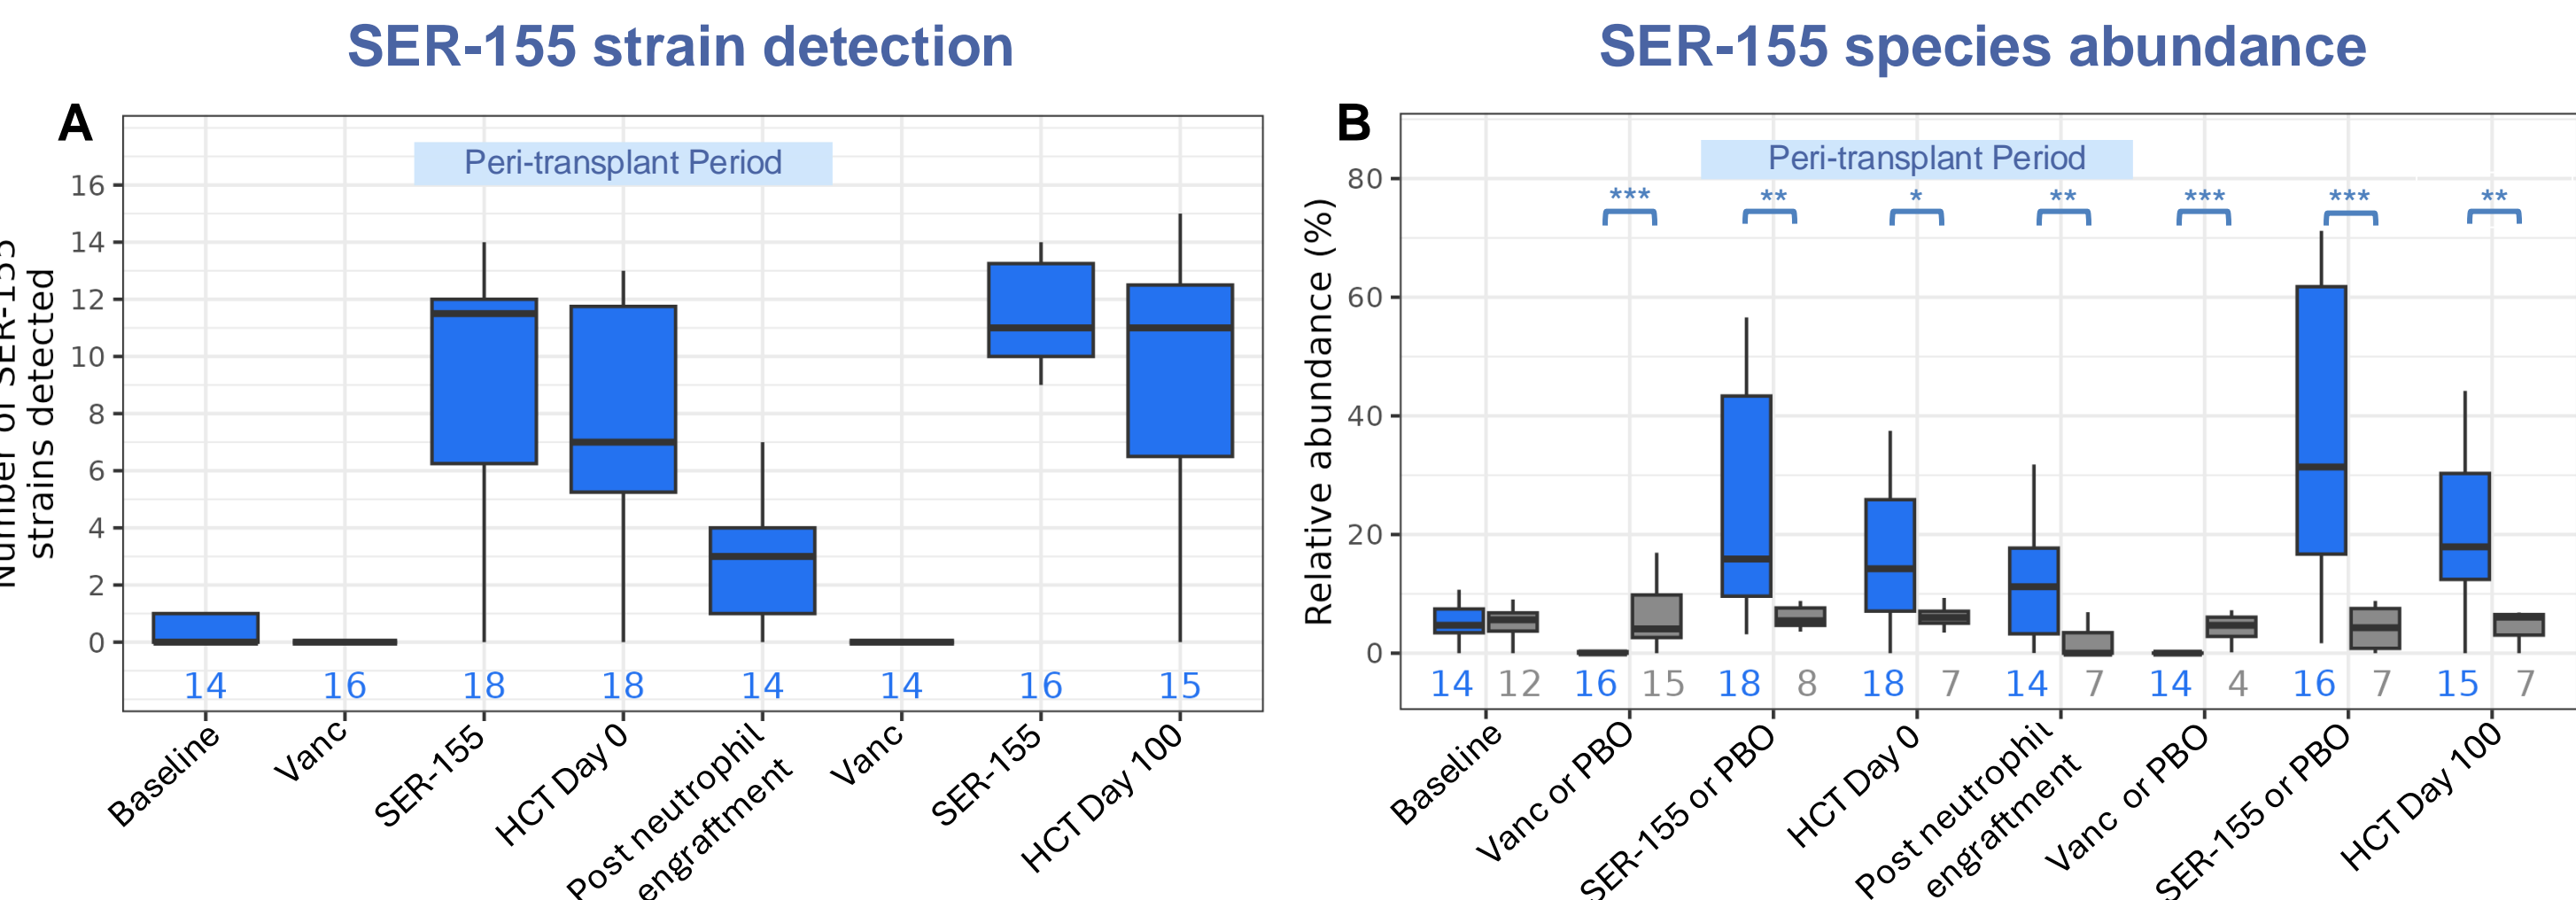 SER-155 strain detection
SER-155 species abundance
A
Peri-transplant Period
Number of SER-155
strains detected
16
14
12
10
8
6
4
2
0
14 16 18 18 14 14 16 15
Baseline
Vanc
SER-155
HCT Day 0
Post neutrophil
engraftment
Vanc
SER-155
HCT Day 100
B
Peri-transplant Period
*** ** * ** *** *** **
Relative abundance (%)
80
60
40
20
0
14 12 16 15 18 8 18 7 14 7 14 4 16 7 15 7
Baseline
Vanc or PBO
SER-155 or PBO
HCT Day 0
Post neutrophil
engraftment
Vanc or PBO
SER-155 or PBO
HCT Day 100